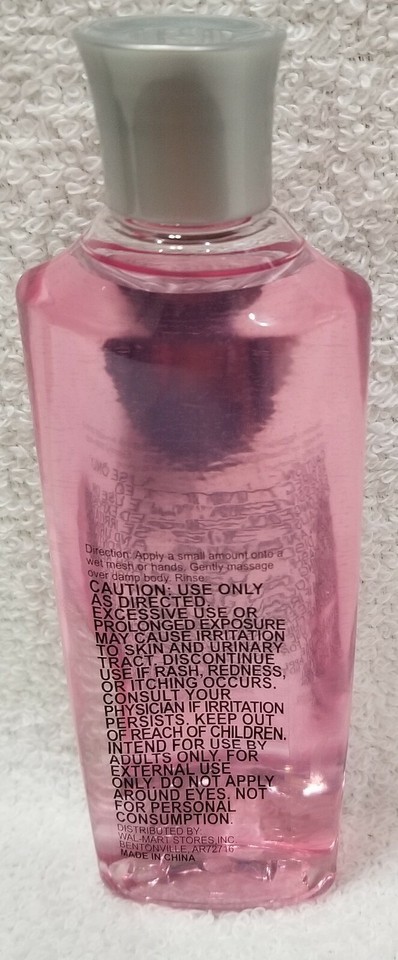 Direction: Apply a small amount onto a
wet mesh or hands, Gently massage
over damp body. Rinse.
CAUTION: USE ONLY
AS DIRECTED.
EXCESSIVE USE OR
PROLONGED EXPOSURE
MAY CAUSE IRRITATION
TO SKIN AND URINARY
TRACT. DISCONTINUE
USE IF RASH, REDNESS,
OR ITCHING OCCURS.
CONSULT YOUR
PHYSICIAN IF IRRITATION
PERSISTS. KEEP OUT
OF REACH OF CHILDREN.
INTEND FOR USE BY
ADULTS ONLY. FOR
EXTERNAL USE
ONLY. DO NOT APPLY
AROUND EYES. NOT
FOR PERSONAL
CONSUMPTION.
DISTRIBUTED BY:
WAL-MART STORES INC
BENTONVILLE, AR72716
MADE IN CHINA